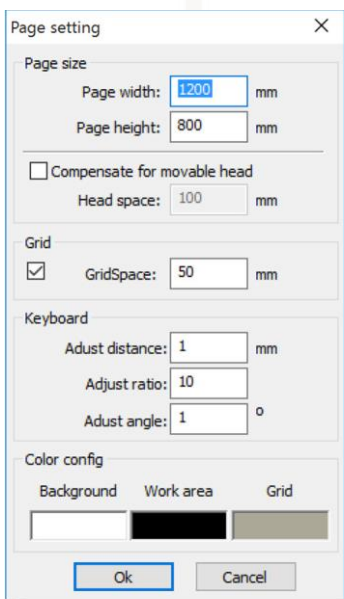 Page setting
Page size
Page width: 1200 mm
Page height: 800 mm
Compensate for movable head
Head space: 100 mm
Grid
GridSpace: 50 mm
Keyboard
Adust distance: 1 mm
Adjust ratio: 10
Adust angle: 1 o
Color config
Background Work area Grid
Ok Cancel